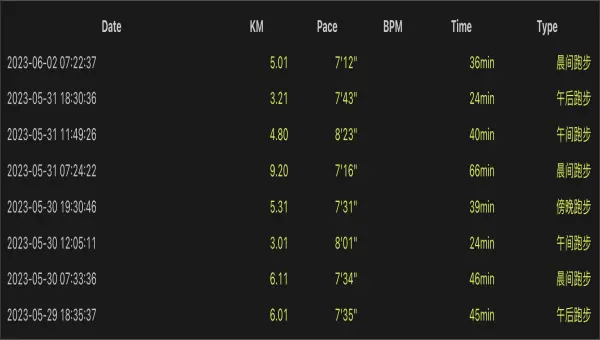 Date KM Pace BPM Time Type
2023-06-02 07:22:37 5.01 7'12" 36min 晨间跑步
2023-05-31 18:30:36 3.21 7'43" 24min 午后跑步
2023-05-31 11:49:26 4.80 8'23" 40min 午间跑步
2023-05-31 07:24:22 9.20 7'16" 66min 晨间跑步
2023-05-30 19:30:46 5.31 7'31" 39min 傍晚跑步
2023-05-30 12:05:11 3.01 8'01" 24min 午间跑步
2023-05-30 07:33:36 6.11 7'34" 46min 晨间跑步
2023-05-29 18:35:37 6.01 7'35" 45min 午后跑步